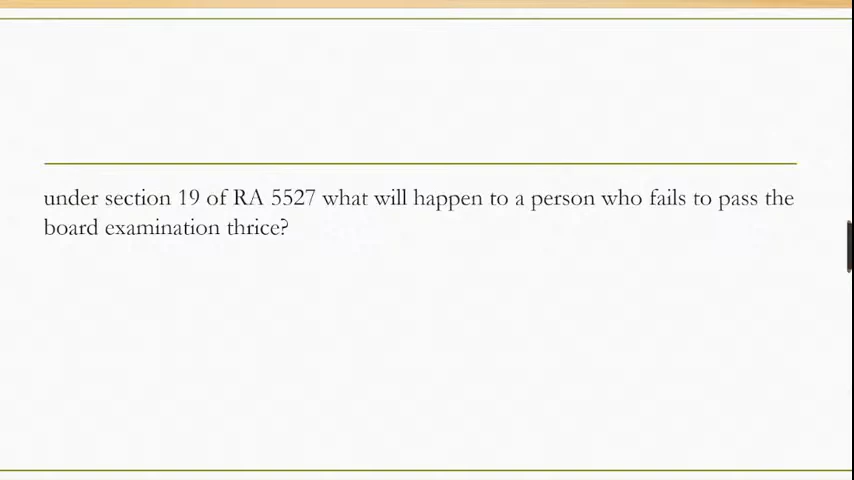 under section 19 of RA 5527 what will happen to a person who fails to pass the
board examination thrice?